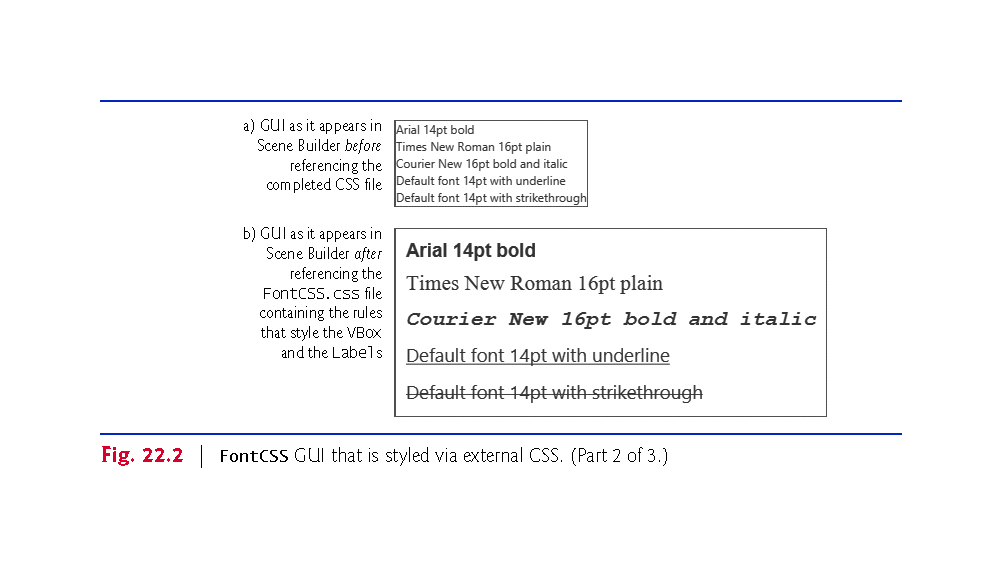 a) GUI as it appears in
Scene Builder before
referencing the
completed CSS file
Arial 14pt bold
Times New Roman 16pt plain
Courier New 16pt bold and italic
Default font 14pt with underline
Default font 14pt with strikethrough
b) GUI as it appears in
Scene Builder after
referencing the
FontCSS.css file
containing the rules
that style the VBox
and the Labels
Arial 14pt bold
Times New Roman 16pt plain
Courier New 16pt bold and italic
Default font 14pt with underline
Default font 14pt with strikethrough
Fig. 22.2 | FontCSS GUI that is styled via external CSS. (Part 2 of 3.)